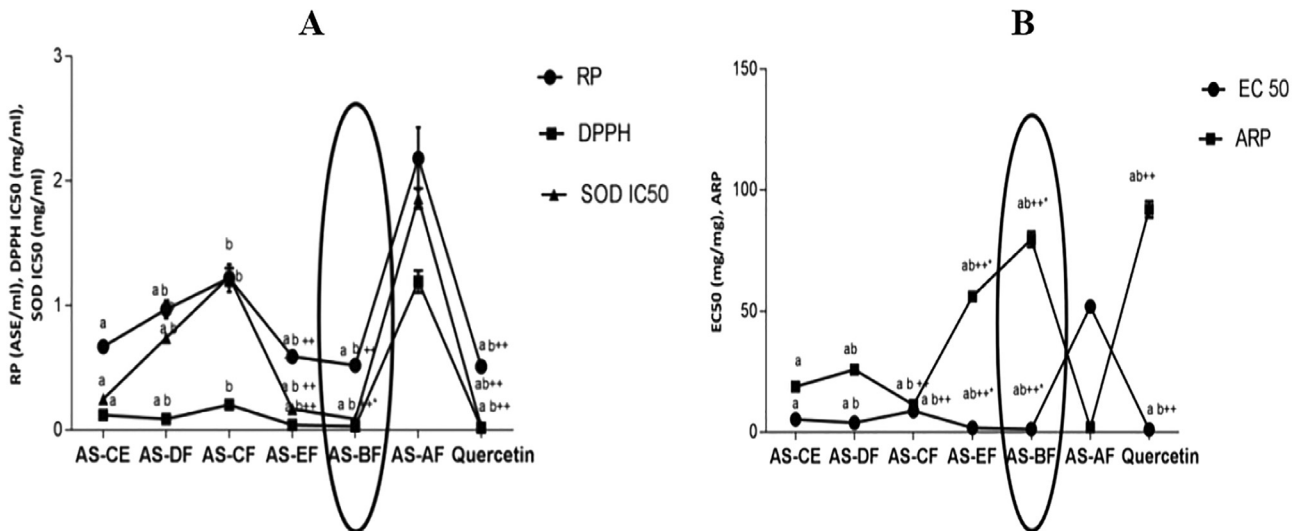 A
RP (ASE/ml), DPPH IC50 (mg/ml),
SOD IC50 (mg/ml)
3
2
1
0
RP
DPPH
SOD IC50
b
a b
b
a
a b
a b ++
a b ++
a b ++
a
a
a b
b
a b ++
a b++
a b ++*
ab++
a b++
AS-CE AS-DF AS-CF AS-EF AS-BF AS-AF Quercetin
B
EC50 (mg/mg), ARP
150
100
50
0
EC 50
ARP
ab++
ab++*
ab++*
a
ab
a b ++
a
a b
a b++
ab++*
ab++*
a b++
AS-CE AS-DF AS-CF AS-EF AS-BF AS-AF Quercetin